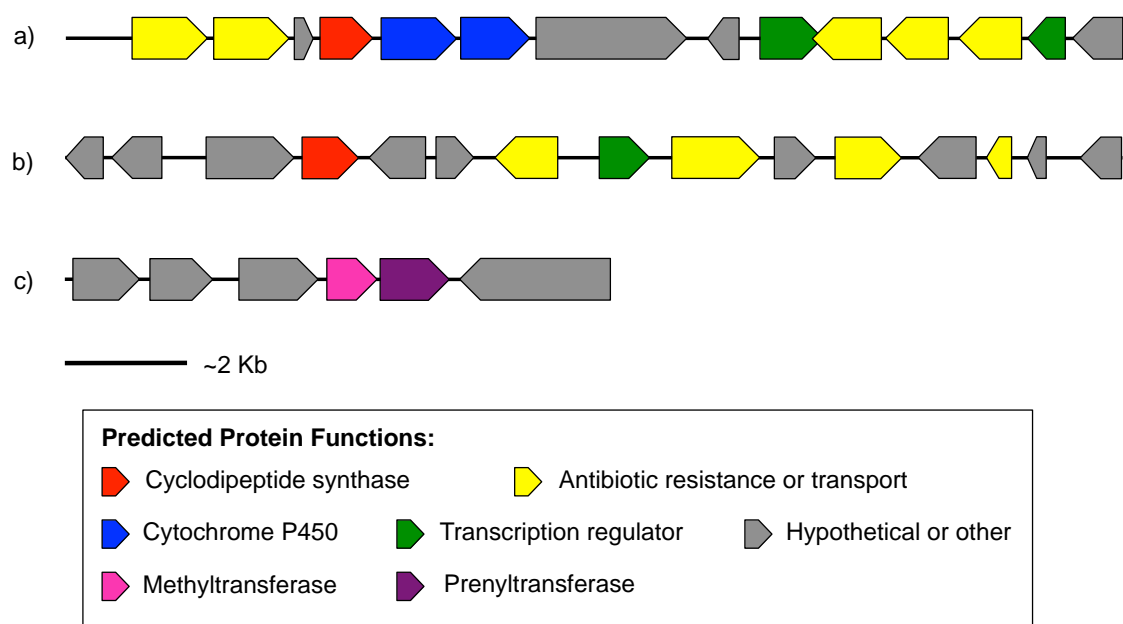 a)
b)
c)
~2 Kb
Predicted Protein Functions:
Cyclodipeptide synthase Antibiotic resistance or transport
Cytochrome P450 Transcription regulator Hypothetical or other
Methyltransferase Prenyltransferase